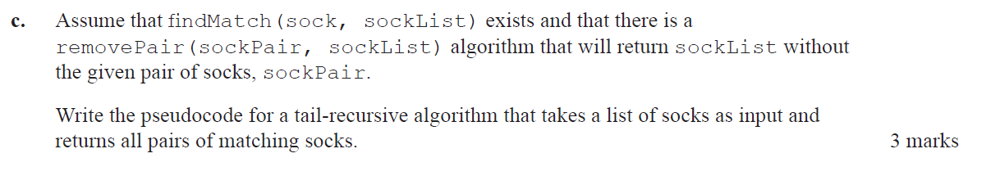 c. Assume that findMatch(sock, sockList) exists and that there is a
removePair(sockPair, sockList) algorithm that will return sockList without
the given pair of socks, sockPair.
Write the pseudocode for a tail-recursive algorithm that takes a list of socks as input and
returns all pairs of matching socks. 3 marks